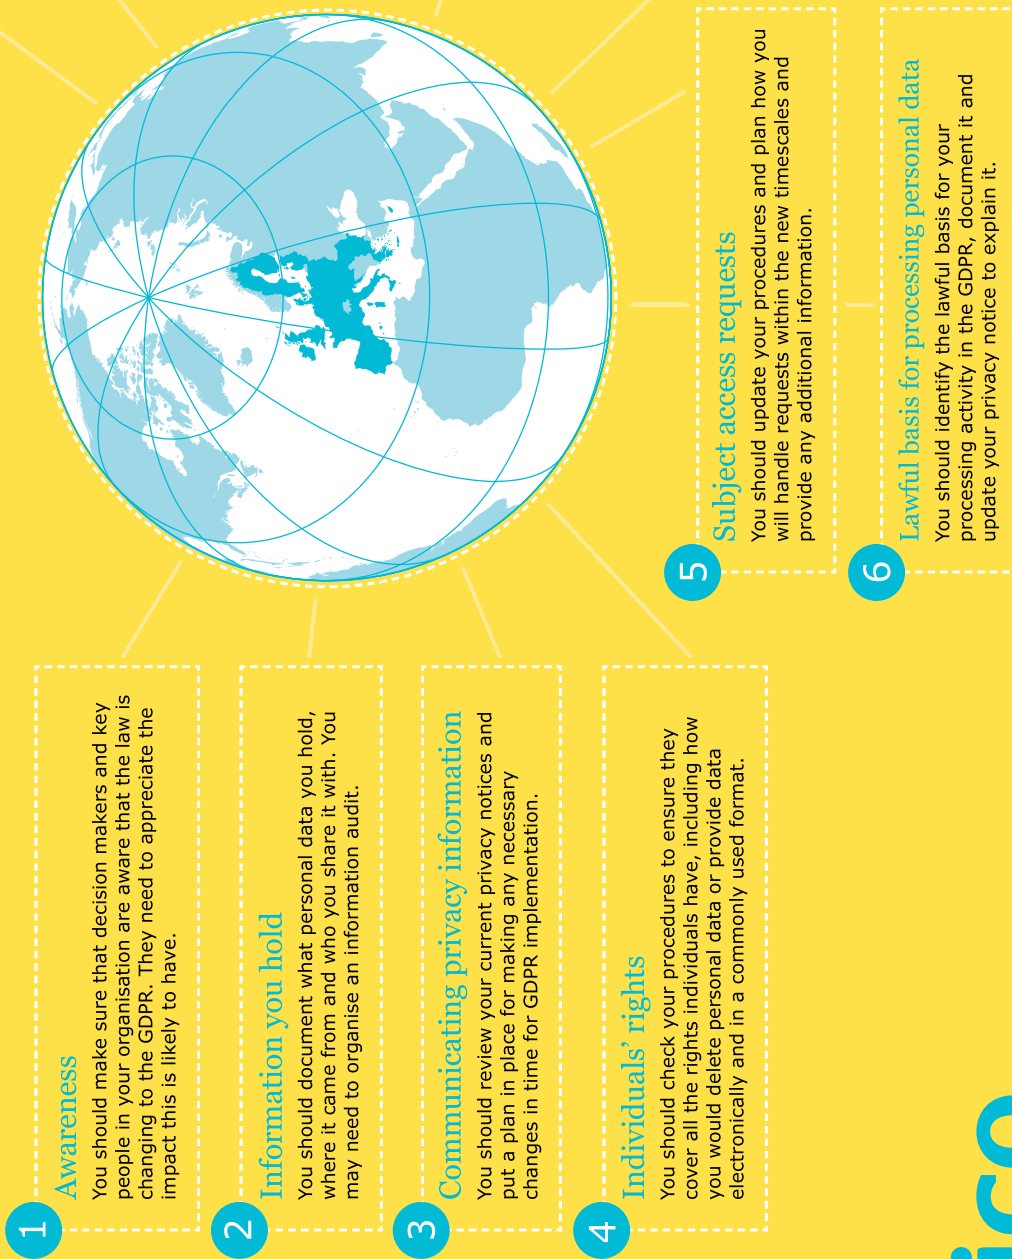 1
Awareness
You should make sure that decision makers and key
people in your organisation are aware that the law is
changing to the GDPR. They need to appreciate the
impact this is likely to have.
2
Information you hold
You should document what personal data you hold,
where it came from and who you share it with. You
may need to organise an information audit.
3
Communicating privacy information
You should review your current privacy notices and
put a plan in place for making any necessary
changes in time for GDPR implementation.
4
Individuals’ rights
You should check your procedures to ensure they
cover all the rights individuals have, including how
you would delete personal data or provide data
electronically and in a commonly used format.
5
Subject access requests
You should update your procedures and plan how you
will handle requests within the new timescales and
provide any additional information.
6
Lawful basis for processing personal data
You should identify the lawful basis for your
processing activity in the GDPR, document it and
update your privacy notice to explain it.
ico